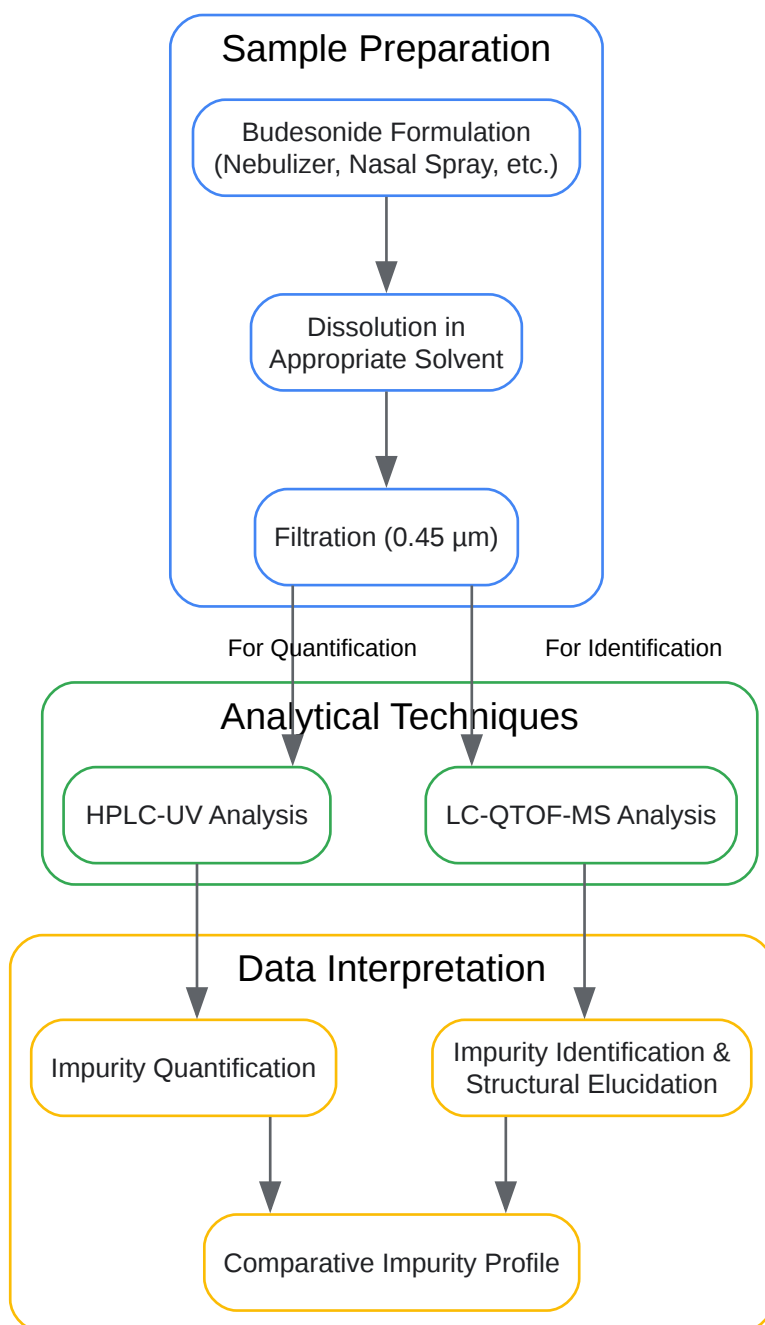 Sample Preparation
Budesonide Formulation
(Nebulizer, Nasal Spray, etc.)
Dissolution in
Appropriate Solvent
Filtration (0.45 µm)
For Quantification
For Identification
Analytical Techniques
HPLC-UV Analysis
LC-QTOF-MS Analysis
Data Interpretation
Impurity Quantification
Impurity Identification &
Structural Elucidation
Comparative Impurity Profile